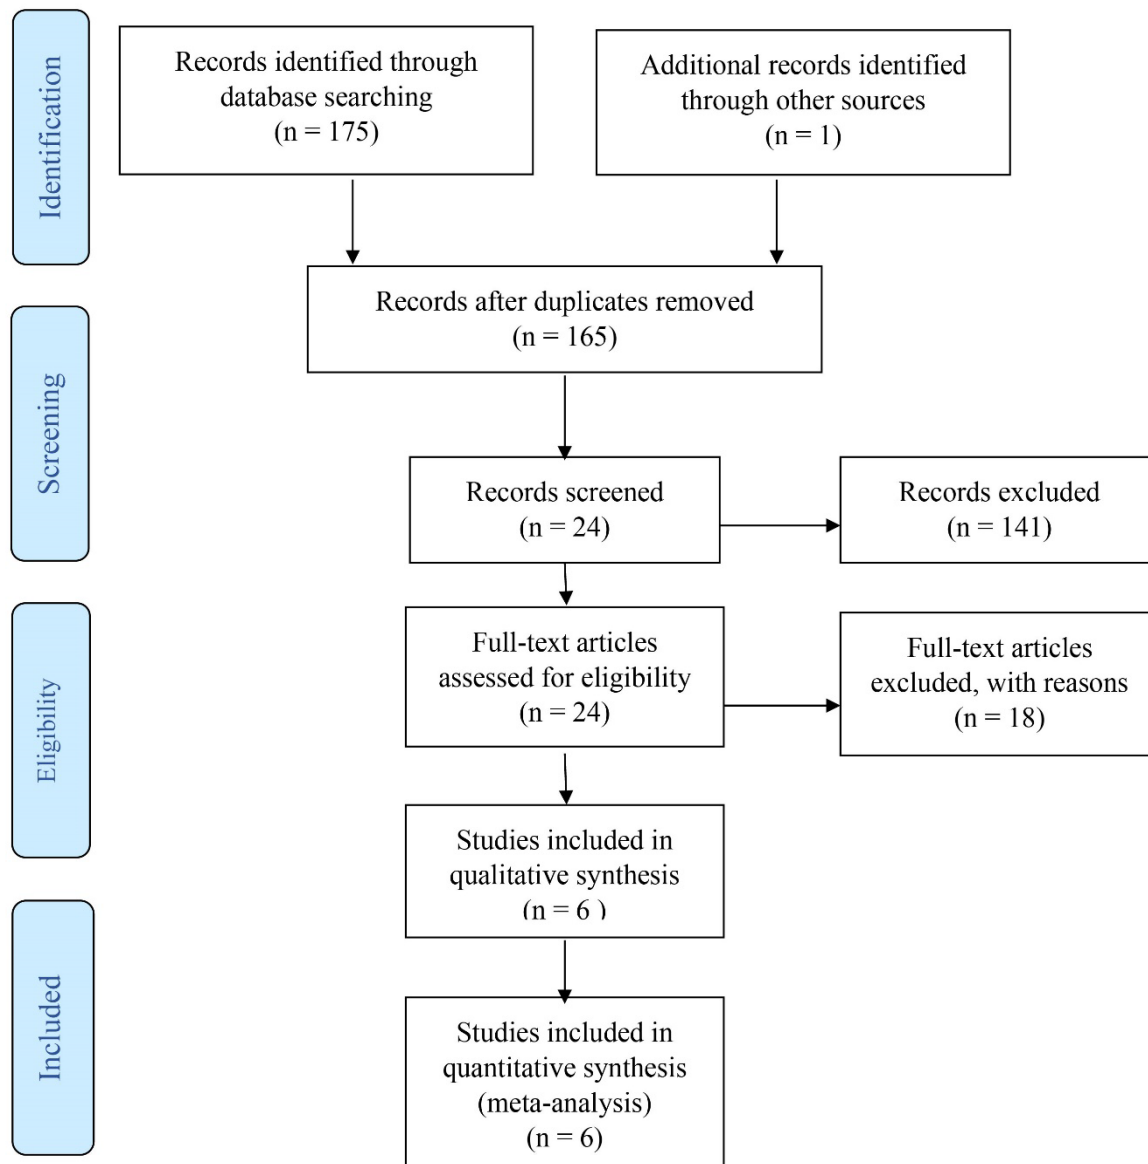 Identification
Records identified through
database searching
(n = 175)
Additional records identified
through other sources
(n = 1)
Records after duplicates removed
(n = 165)
Screening
Records screened
(n = 24)
Records excluded
(n = 141)
Eligibility
Full-text articles
assessed for eligibility
(n = 24)
Full-text articles
excluded, with reasons
(n = 18)
Studies included in
qualitative synthesis
(n = 6 )
Included
Studies included in
quantitative synthesis
(meta-analysis)
(n = 6)